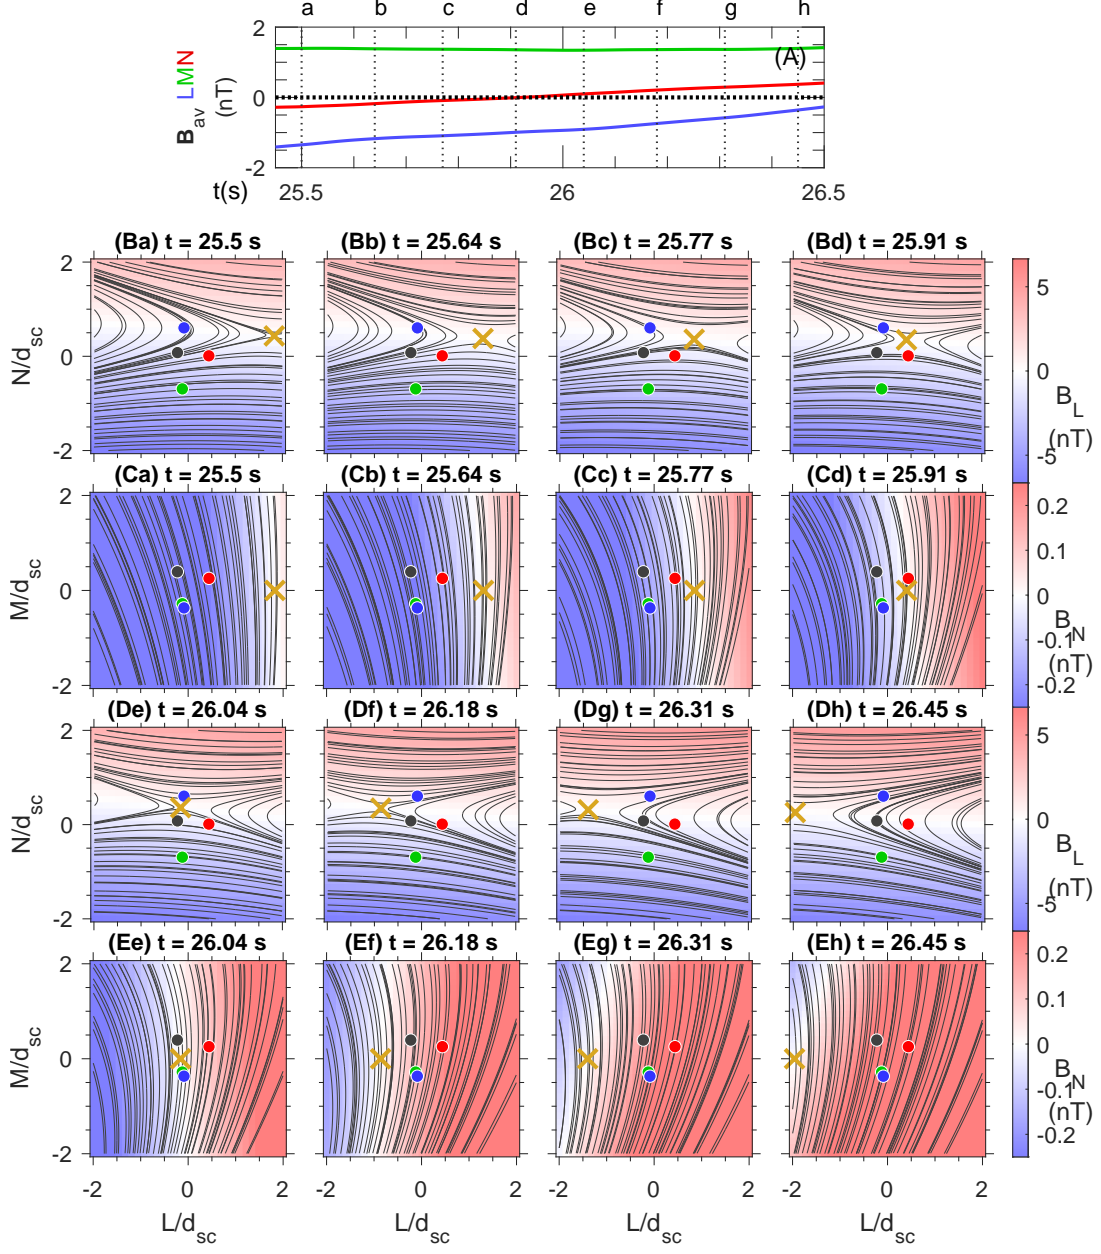 a b c d e f g h
2
(A)
B_av LMN
(nT)
0
-2
t(s) 25.5 26 26.5
(Ba) t = 25.5 s (Bb) t = 25.64 s (Bc) t = 25.77 s (Bd) t = 25.91 s
2
0
-2
N/d_sc
5
0
-5
B_L
(nT)
(Ca) t = 25.5 s (Cb) t = 25.64 s (Cc) t = 25.77 s (Cd) t = 25.91 s
2
0
-2
M/d_sc
0.2
0.1
0
-0.1
-0.2
B_N
(nT)
(De) t = 26.04 s (Df) t = 26.18 s (Dg) t = 26.31 s (Dh) t = 26.45 s
2
0
-2
N/d_sc
5
0
-5
B_L
(nT)
(Ee) t = 26.04 s (Ef) t = 26.18 s (Eg) t = 26.31 s (Eh) t = 26.45 s
2
0
-2
M/d_sc
0.2
0.1
0
-0.1
-0.2
B_N
(nT)
-2 0 2 -2 0 2 -2 0 2 -2 0 2
L/d_sc L/d_sc L/d_sc L/d_sc